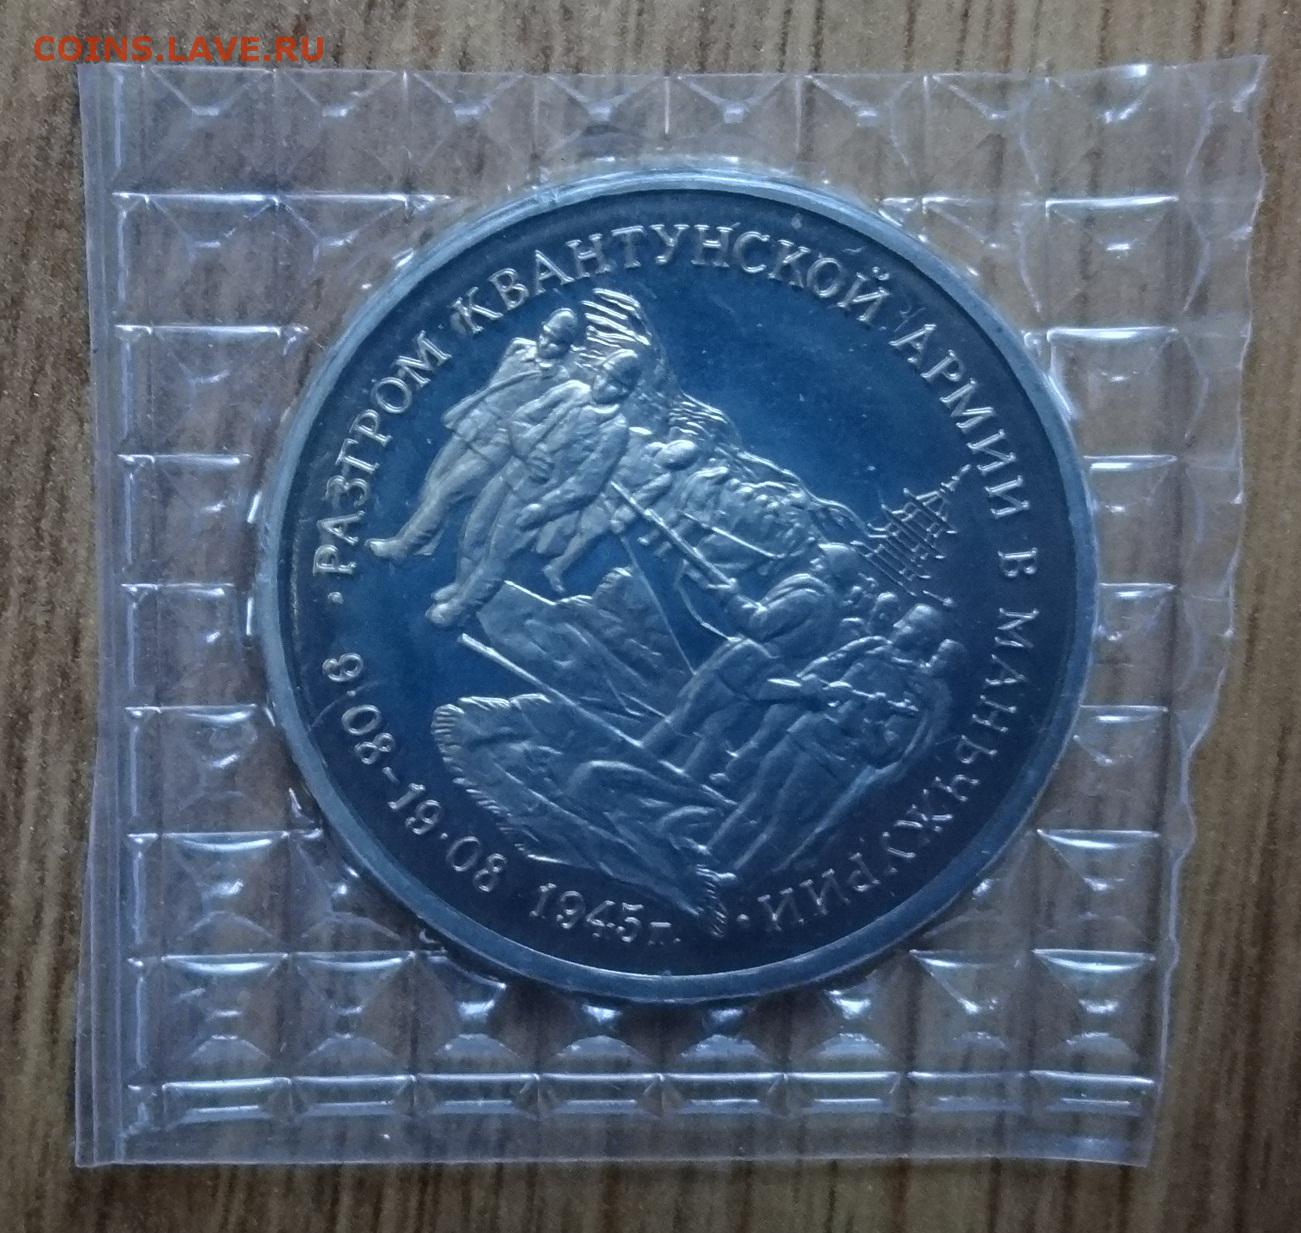 COINS.LAVE.RU
· РАЗГРОМ КВАНТУНСКОЙ АРМИИ В МАНЬЧЖУРИИ ·
9·08-19·08 1945г.